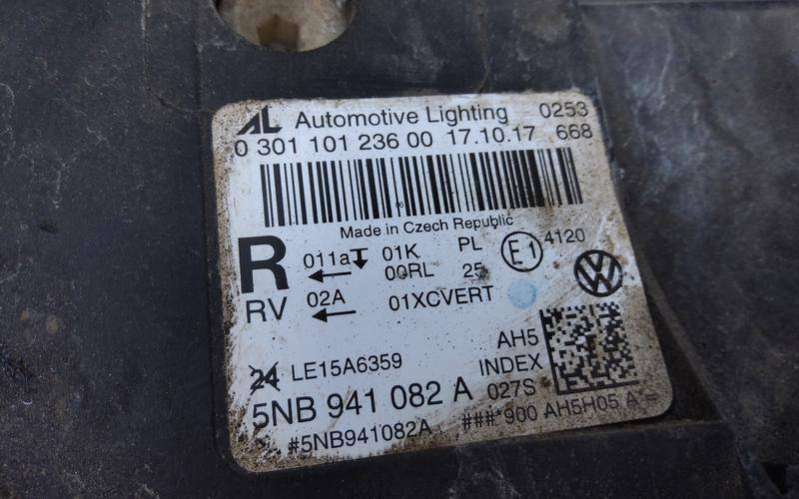 AL Automotive Lighting 0253
0 301 101 236 00 17.10.17 668
Made in Czech Republic
R 011a 01K PL E1 4120
00RL 25
RV 02A 01XCVERT
AH5
24 LE15A6359 INDEX
5NB 941 082 A 027S
#5NB941082A ###*900 AH5H05 A =